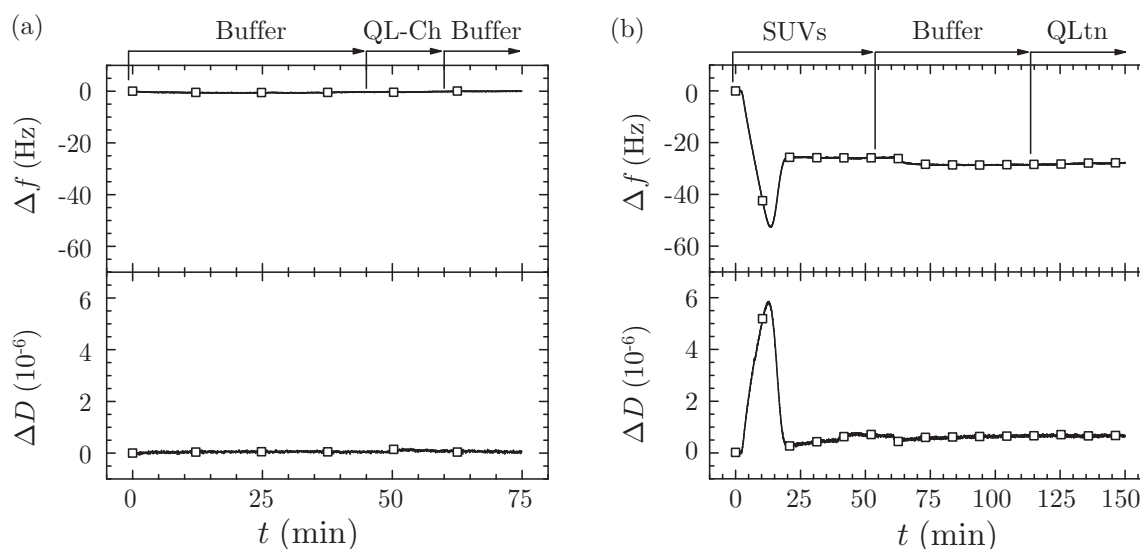 (a)
Buffer QL-Ch Buffer
0
-20
-40
-60
Δf (Hz)
6
4
2
0
ΔD (10-6)
0 25 50 75
t (min)
(b)
SUVs Buffer QLtn
0
-20
-40
-60
Δf (Hz)
6
4
2
0
ΔD (10-6)
0 25 50 75 100 125 150
t (min)